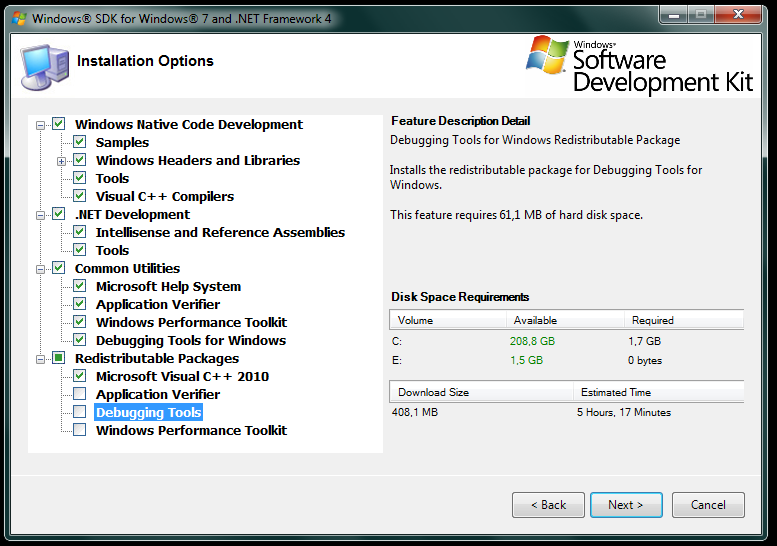 Windows® SDK for Windows® 7 and .NET Framework 4
Installation Options
Windows®
Software
Development Kit
Windows Native Code Development
Samples
Windows Headers and Libraries
Tools
Visual C++ Compilers
.NET Development
Intellisense and Reference Assemblies
Tools
Common Utilities
Microsoft Help System
Application Verifier
Windows Performance Toolkit
Debugging Tools for Windows
Redistributable Packages
Microsoft Visual C++ 2010
Application Verifier
Debugging Tools
Windows Performance Toolkit
Feature Description Detail
Debugging Tools for Windows Redistributable Package
Installs the redistributable package for Debugging Tools for
Windows.
This feature requires 61,1 MB of hard disk space.
Disk Space Requirements
Volume Available Required
C: 208,8 GB 1,7 GB
E: 1,5 GB 0 bytes
Download Size Estimated Time
408,1 MB 5 Hours, 17 Minutes
< Back Next > Cancel